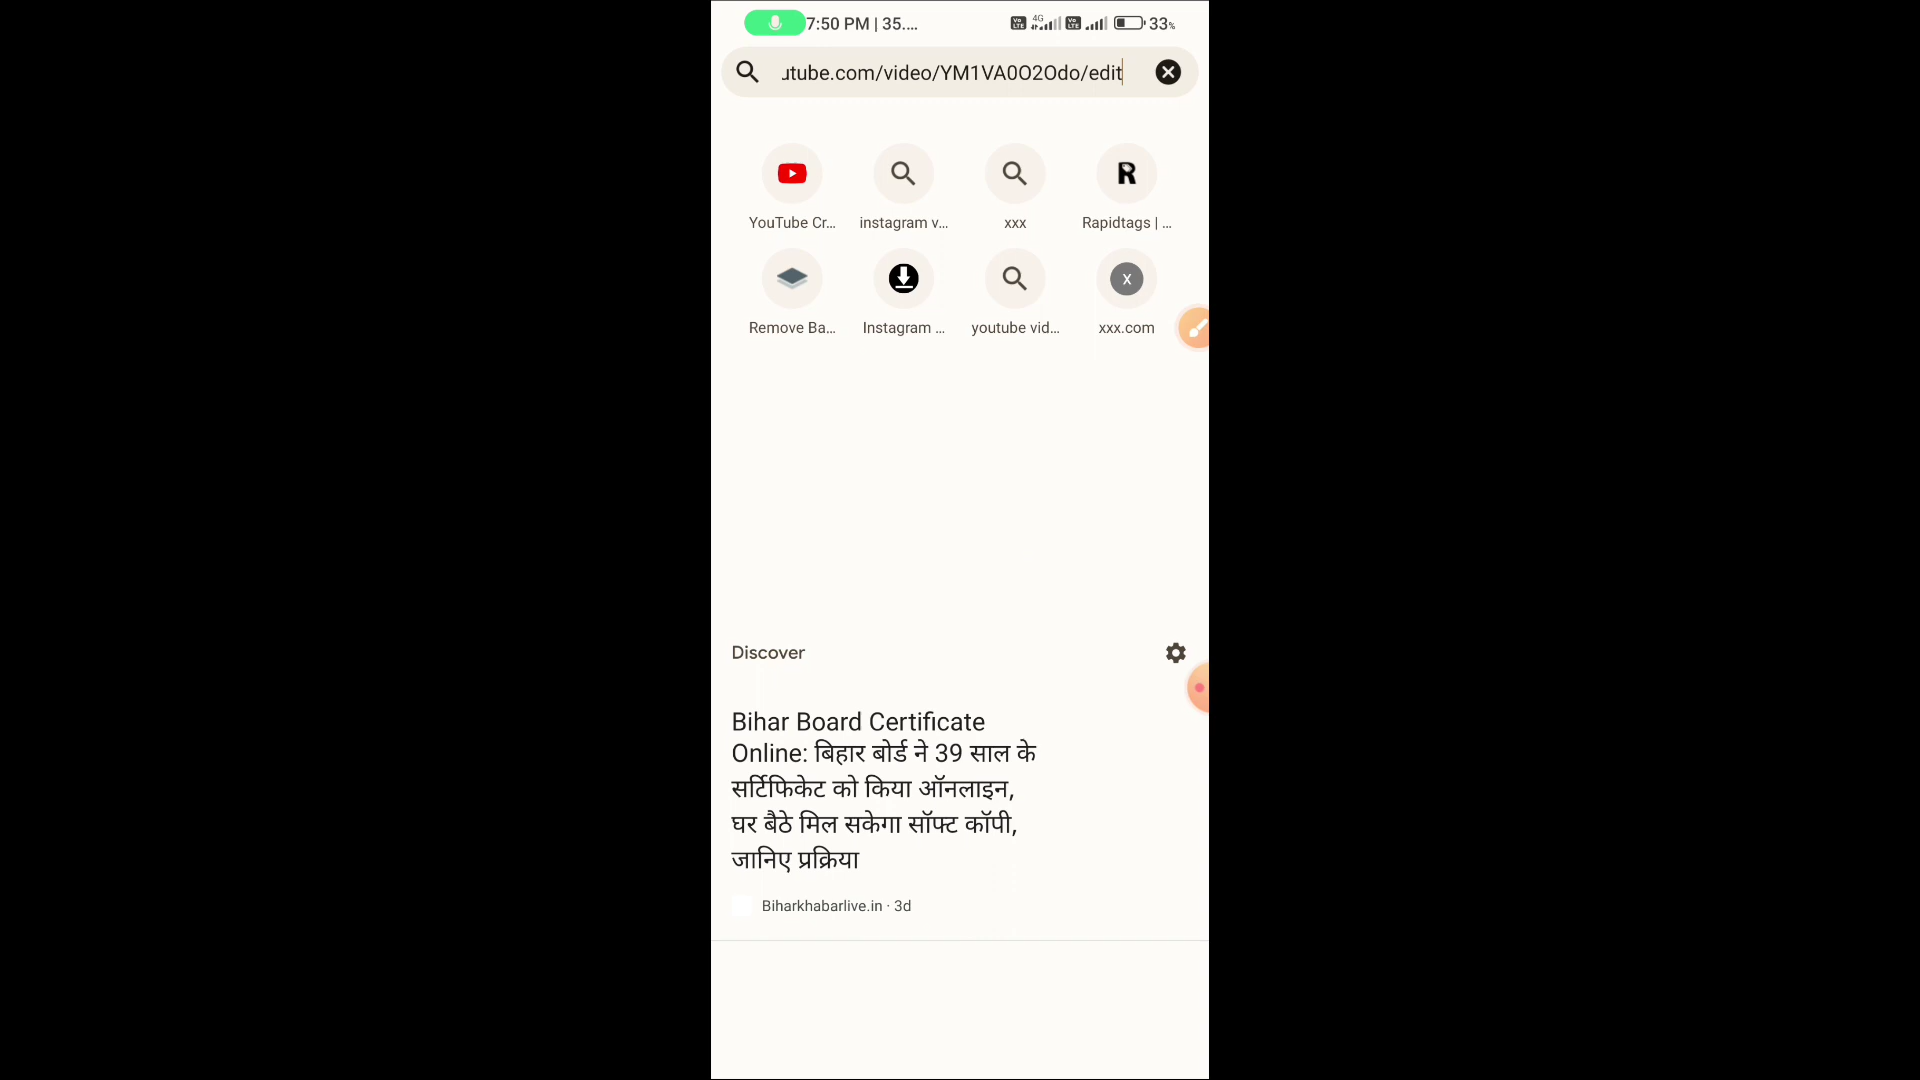 7:50 PM | 35....
4G
33%
utube.com/video/YM1VA0O2Odo/edit
YouTube Cr...
instagram v...
xxx
Rapidtags | ...
Remove Ba...
Instagram ...
youtube vid...
X
xxx.com
Discover
Bihar Board Certificate
Online: बिहार बोर्ड ने 39 साल के
सर्टिफिकेट को किया ऑनलाइन,
घर बैठे मिल सकेगा सॉफ्ट कॉपी,
जानिए प्रक्रिया
Biharkhabarlive.in · 3d